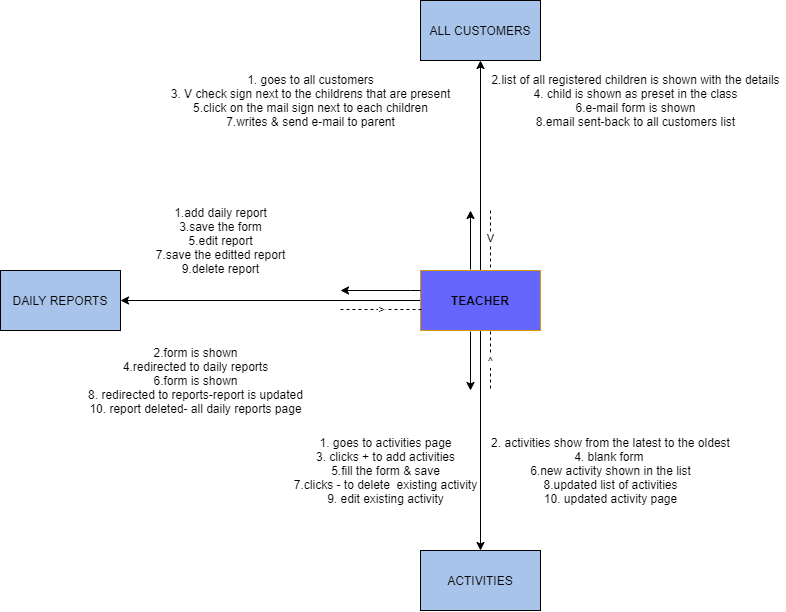 ALL CUSTOMERS
1. goes to all customers
3. V check sign next to the childrens that are present
5.click on the mail sign next to each children
7.writes & send e-mail to parent
2.list of all registered children is shown with the details
4. child is shown as preset in the class
6.e-mail form is shown
8.email sent-back to all customers list
1.add daily report
3.save the form
5.edit report
7.save the editted report
9.delete report
V
DAILY REPORTS
>
TEACHER
2.form is shown
4.redirected to daily reports
6.form is shown
8. redirected to reports-report is updated
10. report deleted- all daily reports page
^
1. goes to activities page
3. clicks + to add activities
5.fill the form & save
7.clicks - to delete  existing activity
9. edit existing activity
2. activities show from the latest to the oldest
4. blank form
6.new activity shown in the list
8.updated list of activities
10. updated activity page
ACTIVITIES